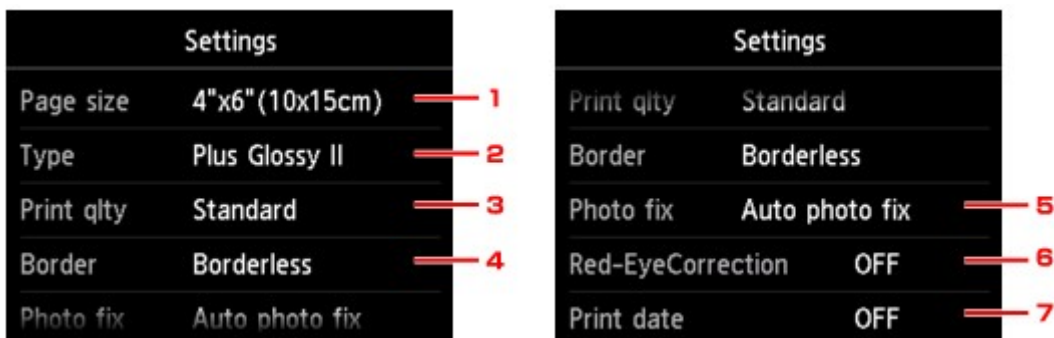 Settings
Page size 4"x6"(10x15cm) 1
Type Plus Glossy II 2
Print qlty Standard 3
Border Borderless 4
Photo fix Auto photo fix
Settings
Print qlty Standard
Border Borderless
Photo fix Auto photo fix 5
Red-EyeCorrection OFF 6
Print date OFF 7